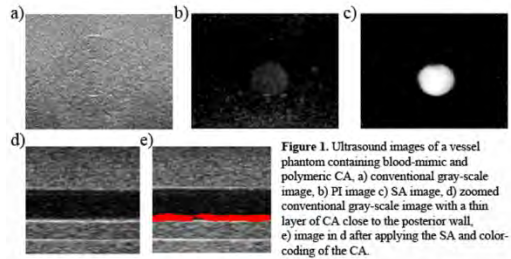 a)
b)
c)
d)
e)
Figure 1. Ultrasound images of a vessel
phantom containing blood-mimic and
polymeric CA, a) conventional gray-scale
image, b) PI image c) SA image, d) zoomed
conventional gray-scale image with a thin
layer of CA close to the posterior wall,
e) image in d after applying the SA and color-
coding of the CA.